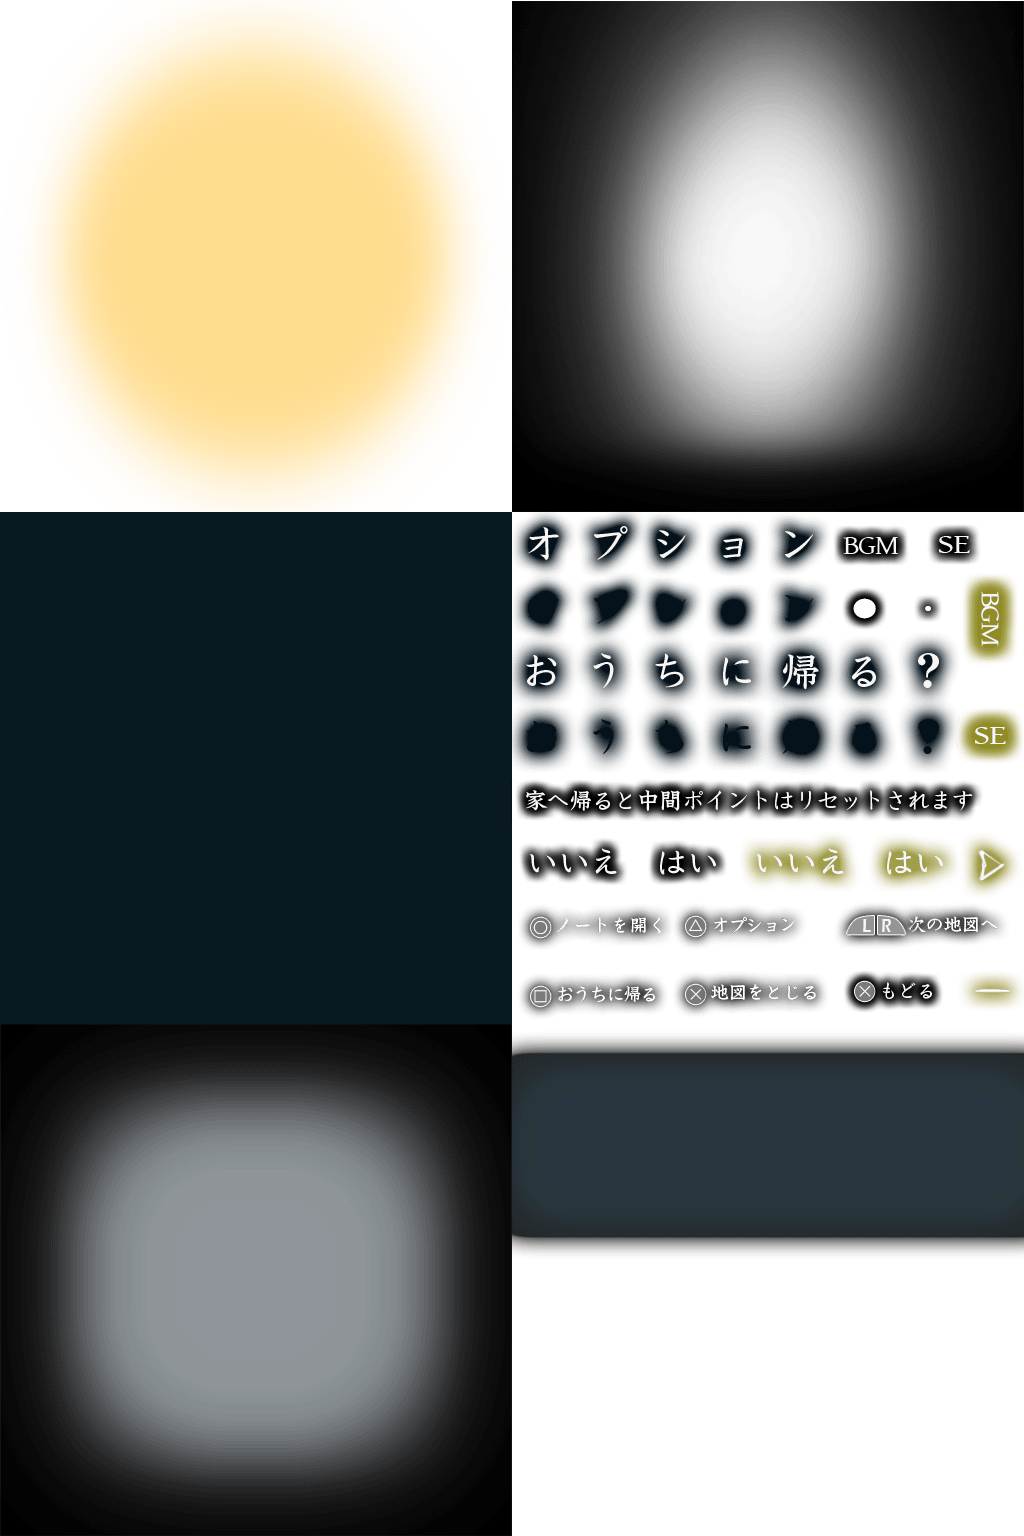 オプション BGM SE
BGM
おうちに帰る?
SE
家へ帰ると中間ポイントはリセットされます
いいえ はい いいえ はい
ノートを開く オプション L R 次の地図へ
おうちに帰る 地図をとじる もどる